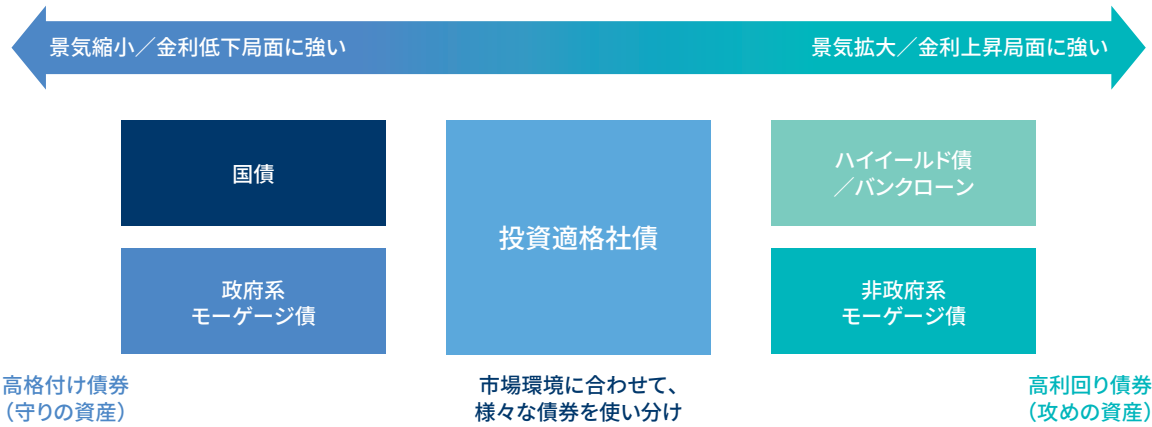 景気縮小／金利低下局面に強い
景気拡大／金利上昇局面に強い
国債
政府系
モーゲージ債
投資適格社債
ハイイールド債
／バンクローン
非政府系
モーゲージ債
高格付け債券
（守りの資産）
市場環境に合わせて、
様々な債券を使い分け
高利回り債券
（攻めの資産）